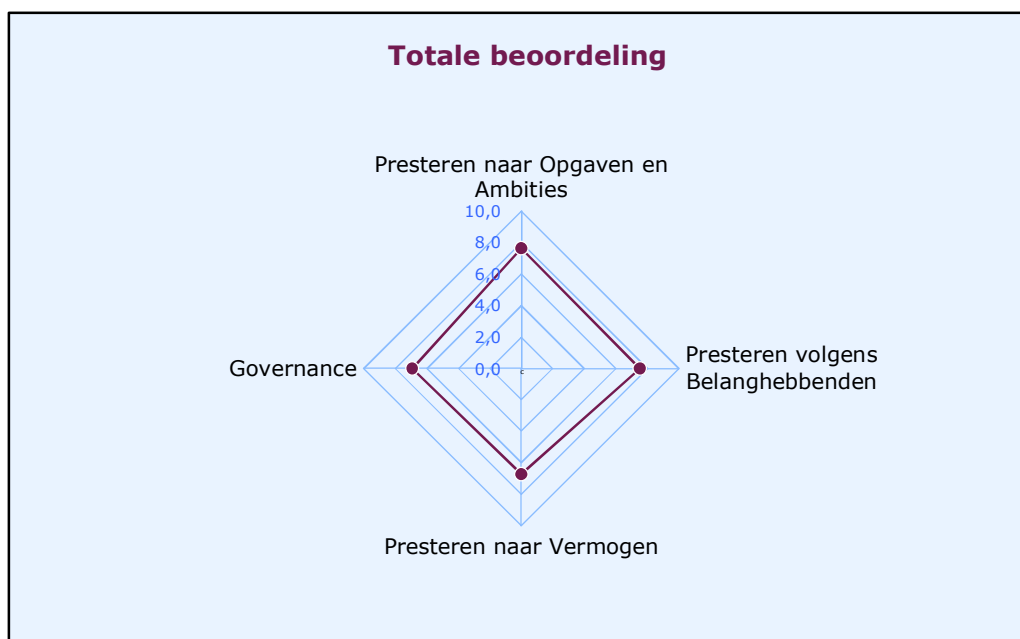 Totale beoordeling
Presteren naar Opgaven en
Ambities
10,0
8,0
6,0
4,0
2,0
0,0
Governance
Presteren volgens
Belanghebbenden
Presteren naar Vermogen